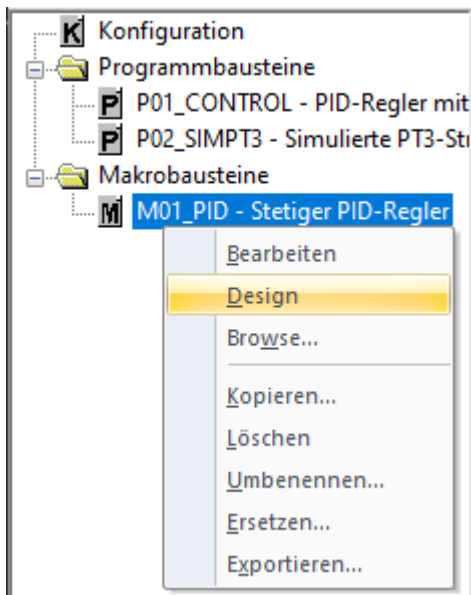 K Konfiguration
Programmbausteine
P P01_CONTROL - PID-Regler mit
P P02_SIMPT3 - Simulierte PT3-
Makrobausteine
M M01_PID - Stetiger PID-Regler
Bearbeiten
Design
Browse...
Kopieren...
Löschen
Umbenennen...
Ersetzen...
Exportieren...